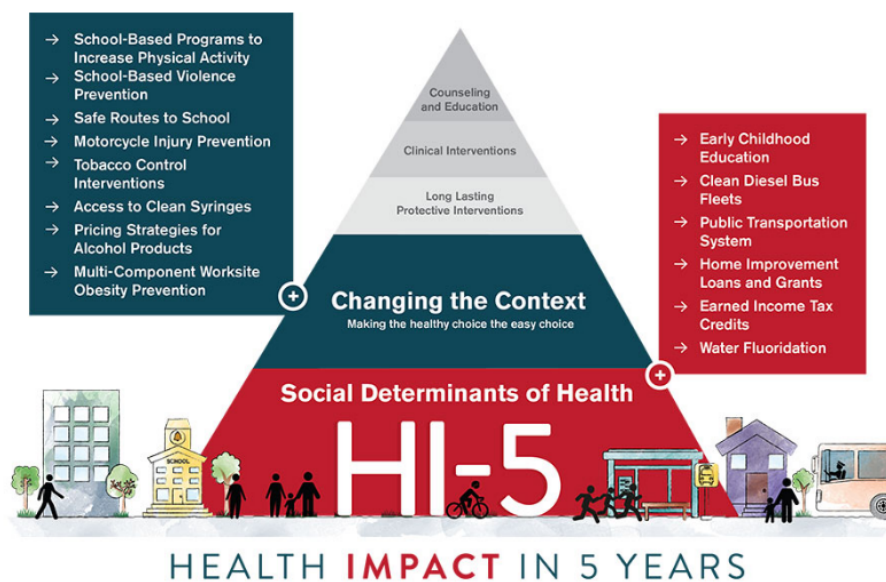 → School-Based Programs to
Increase Physical Activity
→ School-Based Violence
Prevention
→ Safe Routes to School
→ Motorcycle Injury Prevention
→ Tobacco Control
Interventions
→ Access to Clean Syringes
→ Pricing Strategies for
Alcohol Products
→ Multi-Component Worksite
Obesity Prevention
Counseling
and Education
Clinical Interventions
Long Lasting
Protective Interventions
Changing the Context
Making the healthy choice the easy choice
→ Early Childhood
Education
→ Clean Diesel Bus
Fleets
→ Public Transportation
System
→ Home Improvement
Loans and Grants
→ Earned Income Tax
Credits
→ Water Fluoridation
Social Determinants of Health
HI-5
SCHOOL
HEALTH IMPACT IN 5 YEARS